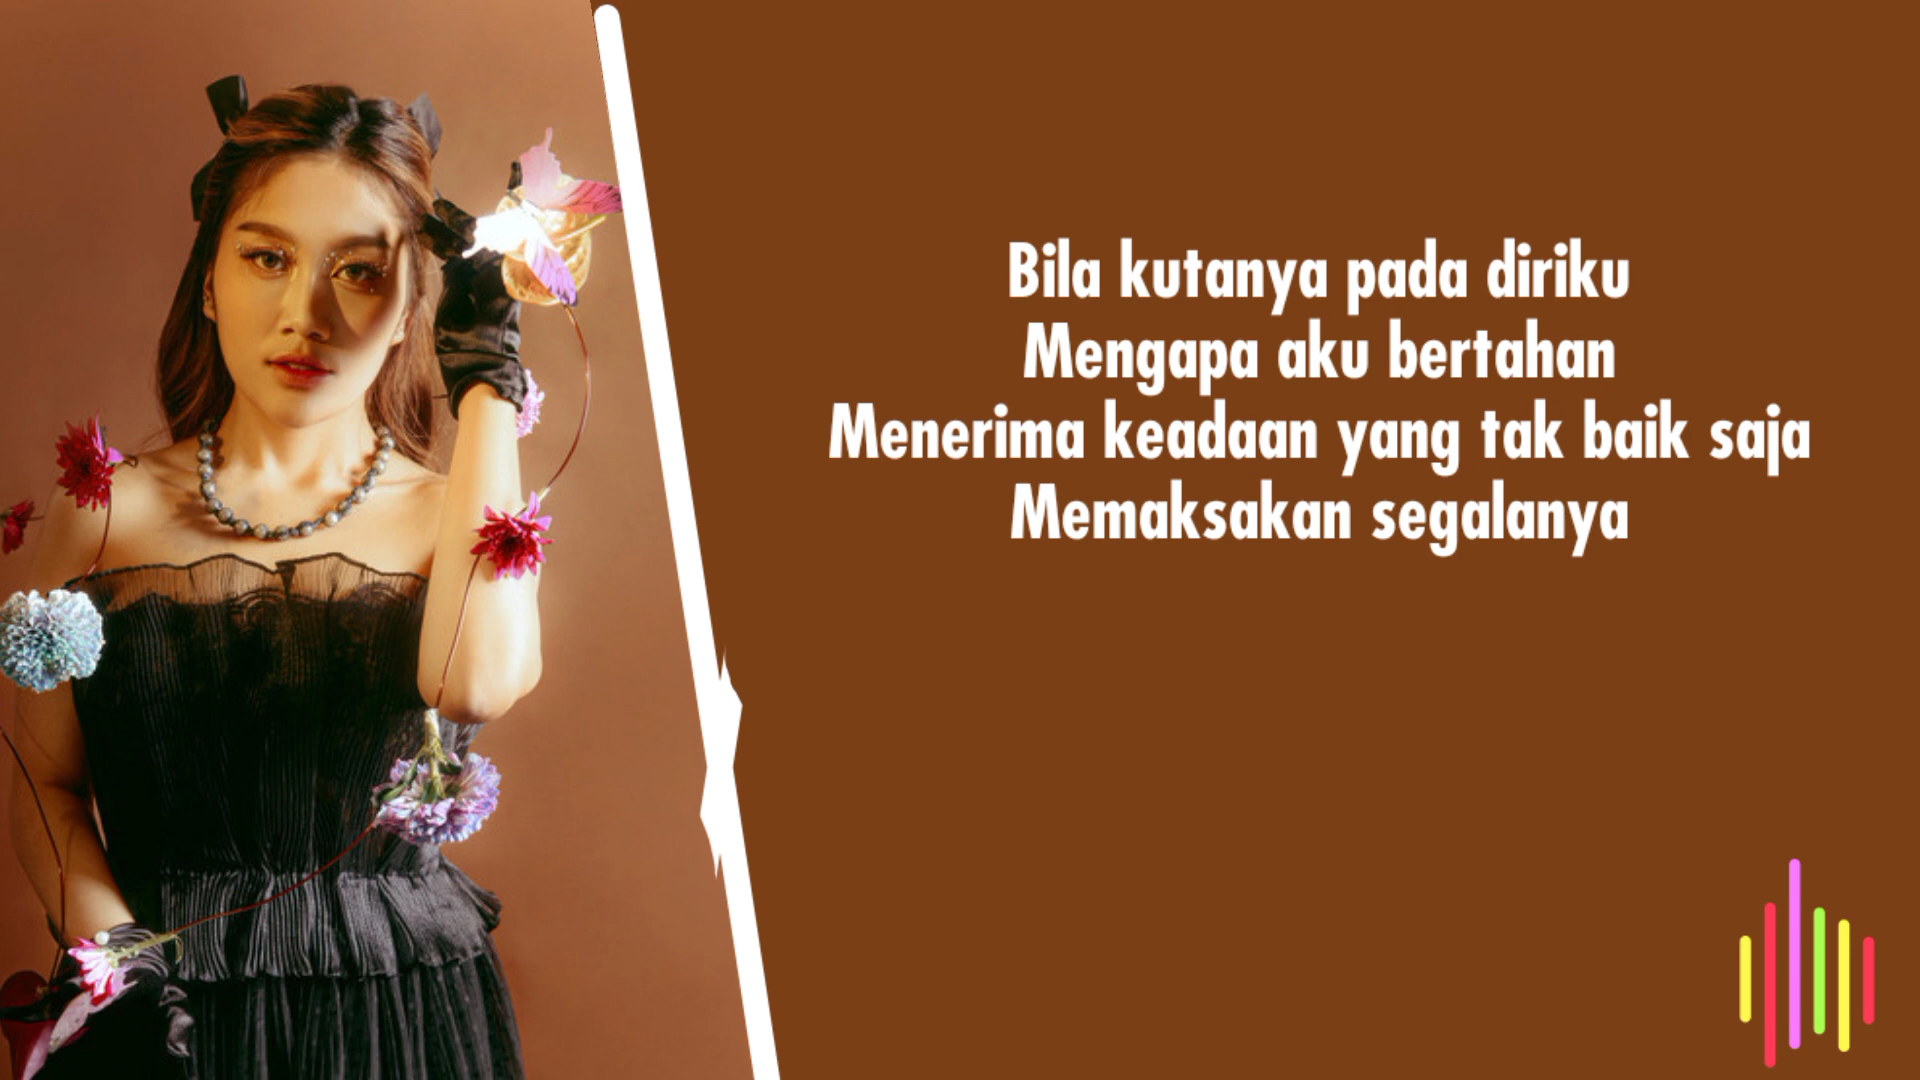 Bila kutanya pada diriku
Mengapa aku bertahan
Menerima keadaan yang tak baik saja
Memaksakan segalanya